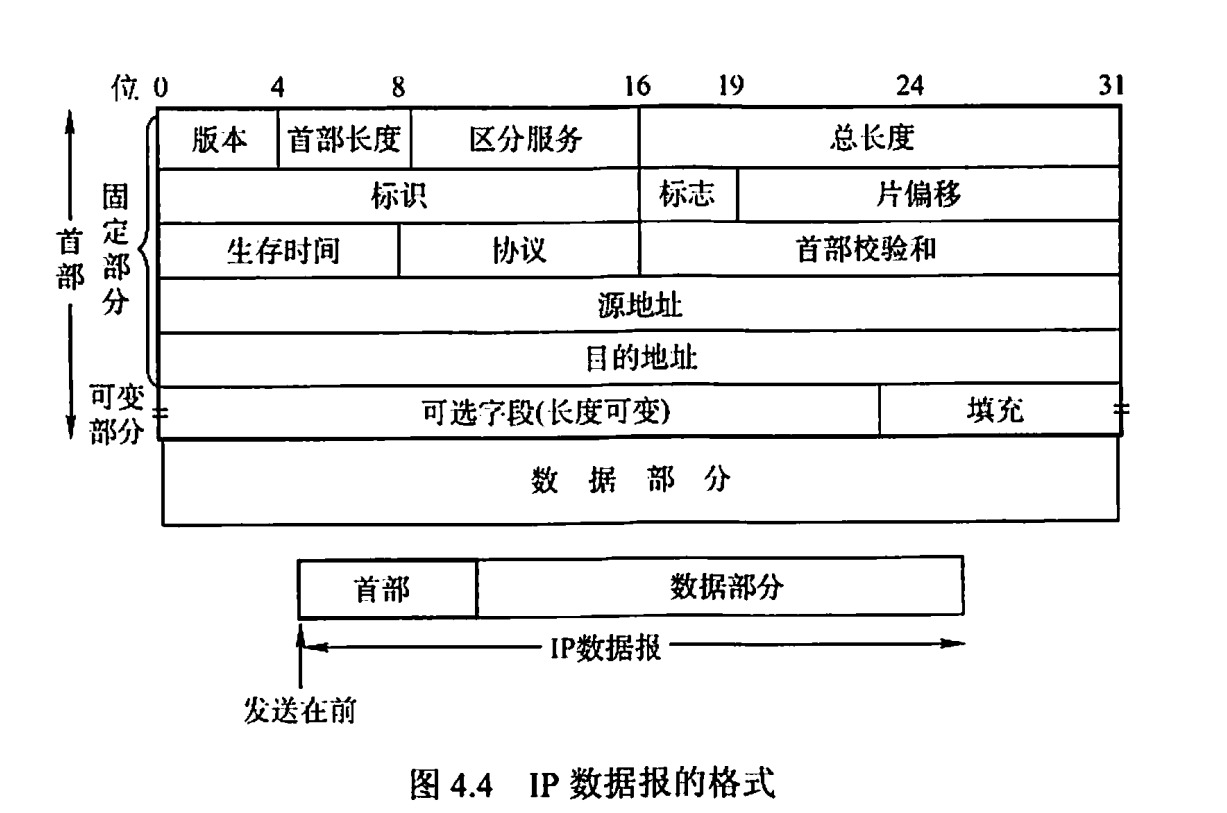 位 0 4 8 16 19 24 31
版本 首部长度 区分服务 总长度
标识 标志 片偏移
生存时间 协议 首部校验和
源地址
目的地址
可选字段(长度可变) 填充
数 据 部 分
首部
固定部分
可变
部分
首部 数据部分
IP数据报
发送在前
图 4.4 IP 数据报的格式